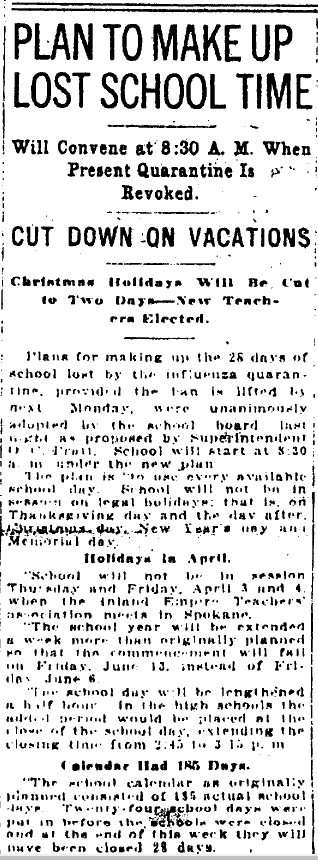 PLAN TO MAKE UP
LOST SCHOOL TIME
Will Convene at 8:30 A. M. When
Present Quarantine Is
Revoked.
CUT DOWN ON VACATIONS
Christmas Holidays Will Be Cut
to Two Days—New Teach-
ers Elected.
Plans for making up the 28 days of
school lost by the influenza quaran-
tine, provided the ban is lifted by
next Monday, were unanimously
adopted by the school board last
night as proposed by Superintendent
O. C. Pratt. School will start at 8:30
a. m. under the new plan.
The plan is "to use every available
school day. School will not be in
session on legal holidays; that is, on
Thanksgiving day and the day after,
Christmas day, New Year's day and
Memorial day.
Holidays in April.
"School will not be in session
Thursday and Friday, April 3 and 4,
when the Inland Empire Teachers'
association meets in Spokane.
"The school year will be extended
a week more than originally planned
so that the commencement will fall
on Friday, June 13, instead of Fri-
day, June 6.
"The school day will be lengthened
a half hour. In the high schools the
added period would be placed at the
close of the school day, extending the
closing time from 2:45 to 3:15 p. m.
Calendar Had 185 Days.
"The school calendar as originally
planned consisted of 185 actual school
days. Twenty-four school days were
put in before the schools were closed
and at the end of this week they will
have been closed 28 days.